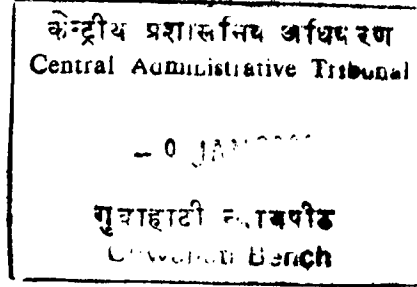 केन्द्रीय प्रशासनिक अधिकरण
Central Administrative Tribunal
गुवाहाटी न्यायपीठ
Guwahati Bench